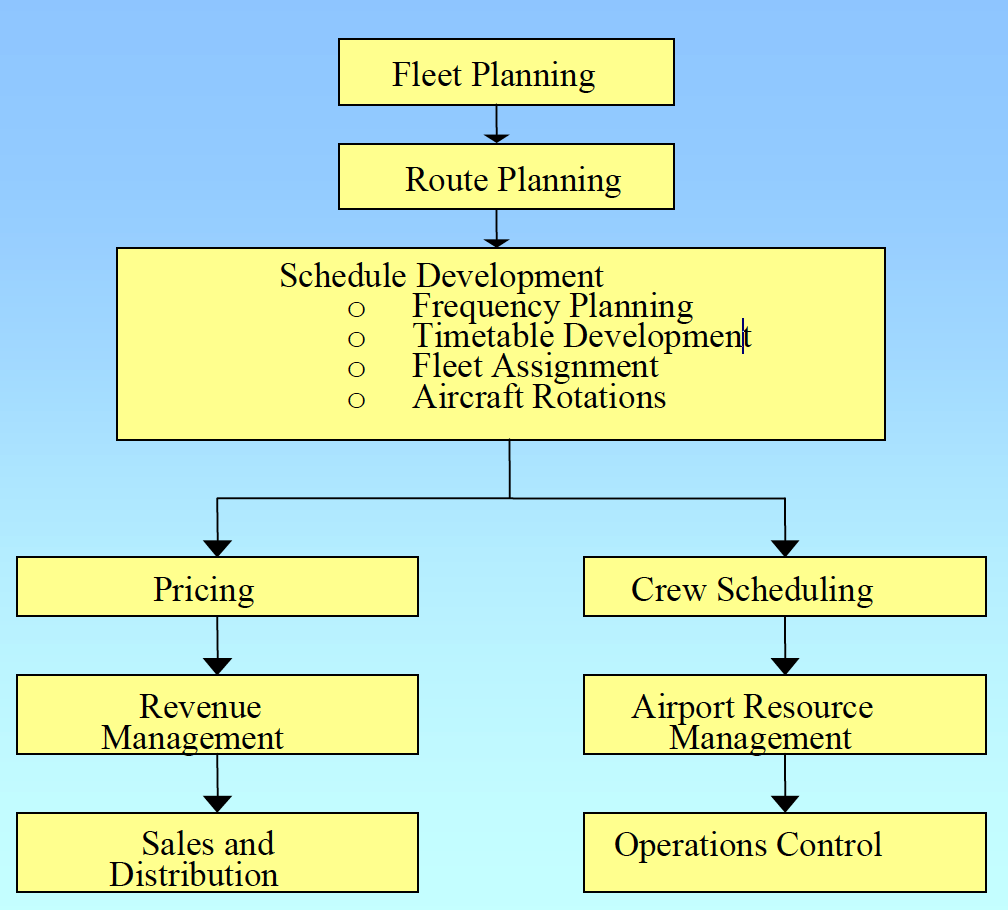 Fleet Planning
Route Planning
Schedule Development
o Frequency Planning
o Timetable Development
o Fleet Assignment
o Aircraft Rotations
Pricing
Revenue
Management
Sales and
Distribution
Crew Scheduling
Airport Resource
Management
Operations Control